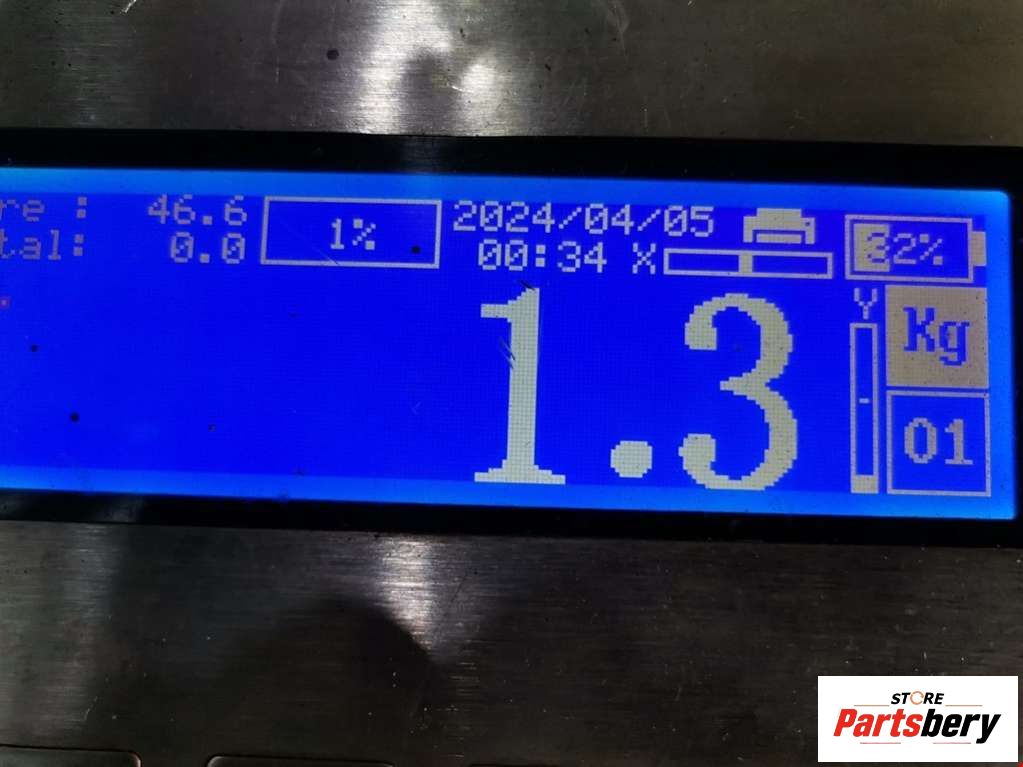 re : 46.6
tal: 0.0
1%
2024/04/05
00:34 X
32%
1.3
Y
Kg
01
STORE
Partsbery